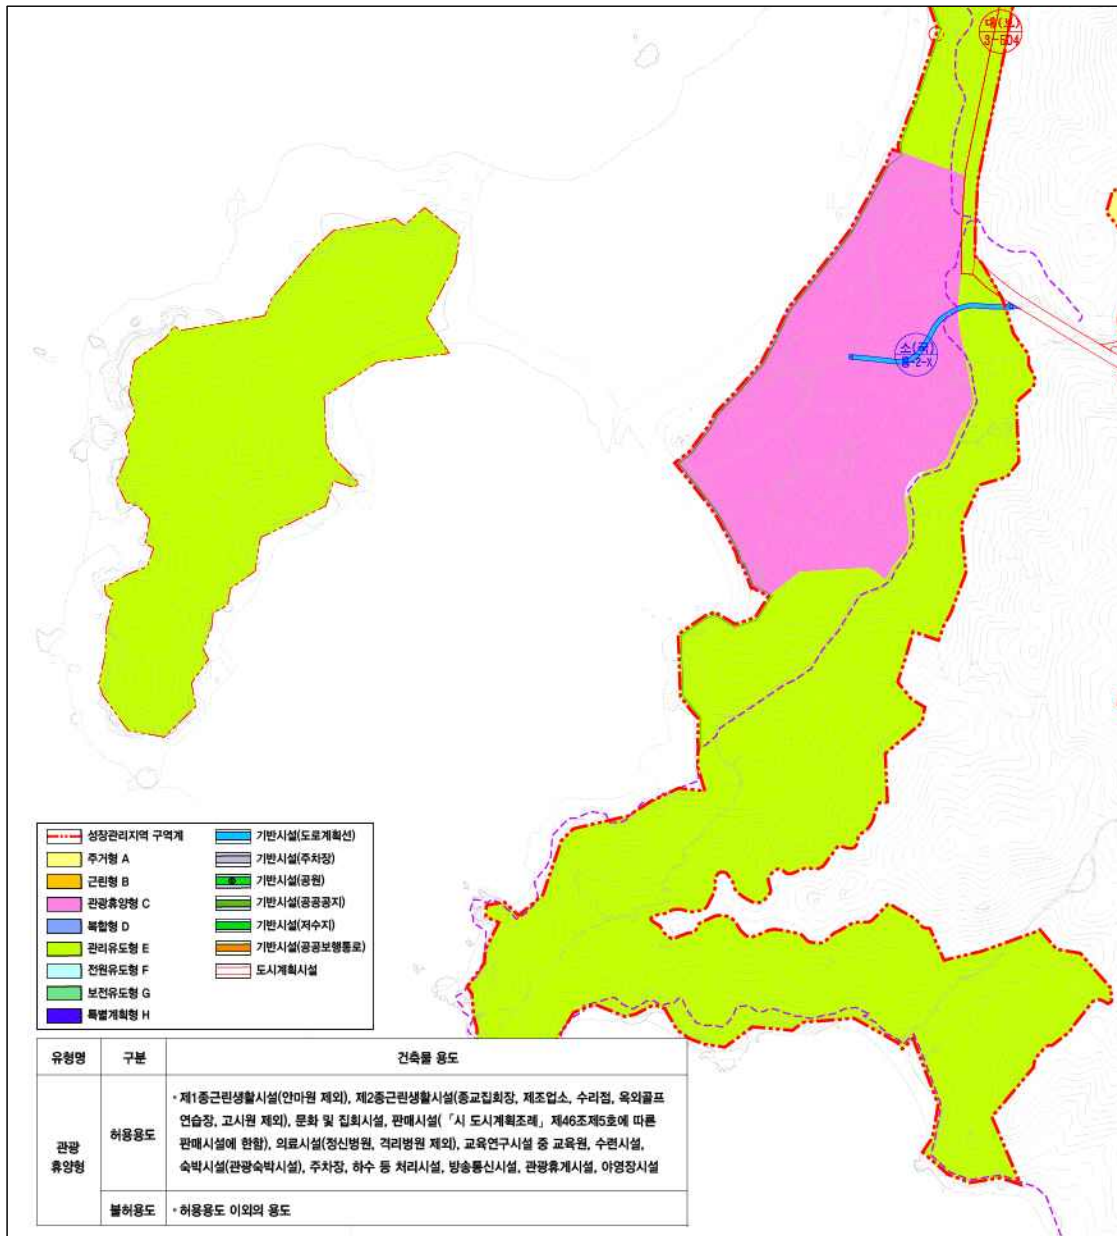 대(보)
3-504
소(국)
용-2-X
성장관리지역 구역계
주거형 A
근린형 B
관광휴양형 C
복합형 D
관리유도형 E
전원유도형 F
보전유도형 G
특별계획형 H
기반시설(도로계획선)
기반시설(주차장)
기반시설(공원)
기반시설(공공공지)
기반시설(저수지)
기반시설(공공보행통로)
도시계획시설
유형명 구분 건축물 용도
관광
휴양형
허용용도
• 제1종근린생활시설(안마원 제외), 제2종근린생활시설(종교집회장, 제조업소, 수리점, 옥외골프
연습장, 고시원 제외), 문화 및 집회시설, 판매시설(「시 도시계획조례」 제46조제5호에 따른
판매시설에 한함), 의료시설(정신병원, 격리병원 제외), 교육연구시설 중 교육원, 수련시설,
숙박시설(관광숙박시설), 주차장, 하수 등 처리시설, 방송통신시설, 관광휴게시설, 야영장시설
불허용도 • 허용용도 이외의 용도